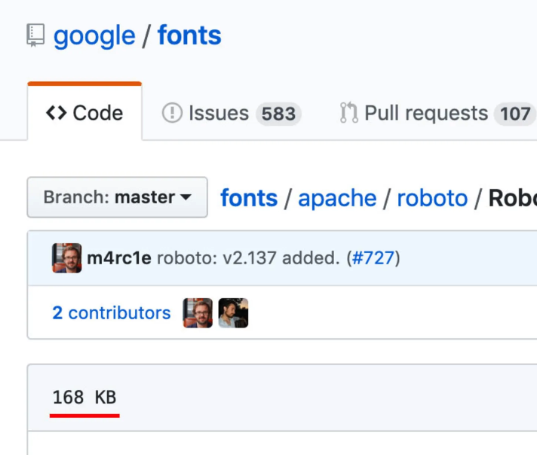 google / fonts
Code Issues 583 Pull requests 107
Branch: master fonts / apache / roboto /
m4rc1e roboto: v2.137 added. (#727)
2 contributors
168 KB